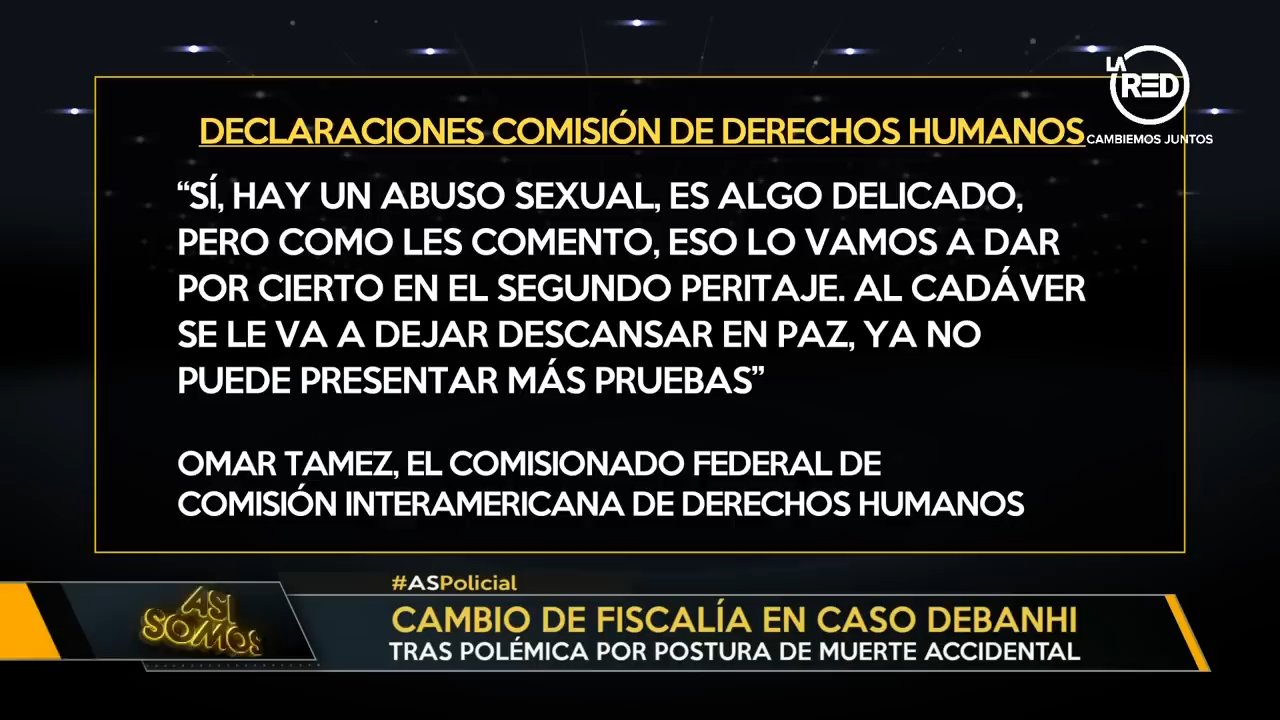 LA
RED
CAMBIEMOS JUNTOS
DECLARACIONES COMISIÓN DE DERECHOS HUMANOS
“SÍ, HAY UN ABUSO SEXUAL, ES ALGO DELICADO,
PERO COMO LES COMENTO, ESO LO VAMOS A DAR
POR CIERTO EN EL SEGUNDO PERITAJE. AL CADÁVER
SE LE VA A DEJAR DESCANSAR EN PAZ, YA NO
PUEDE PRESENTAR MÁS PRUEBAS”
OMAR TAMEZ, EL COMISIONADO FEDERAL DE
COMISIÓN INTERAMERICANA DE DERECHOS HUMANOS
#ASPolicial
ASI
SOMOS
CAMBIO DE FISCALÍA EN CASO DEBANHI
TRAS POLÉMICA POR POSTURA DE MUERTE ACCIDENTAL